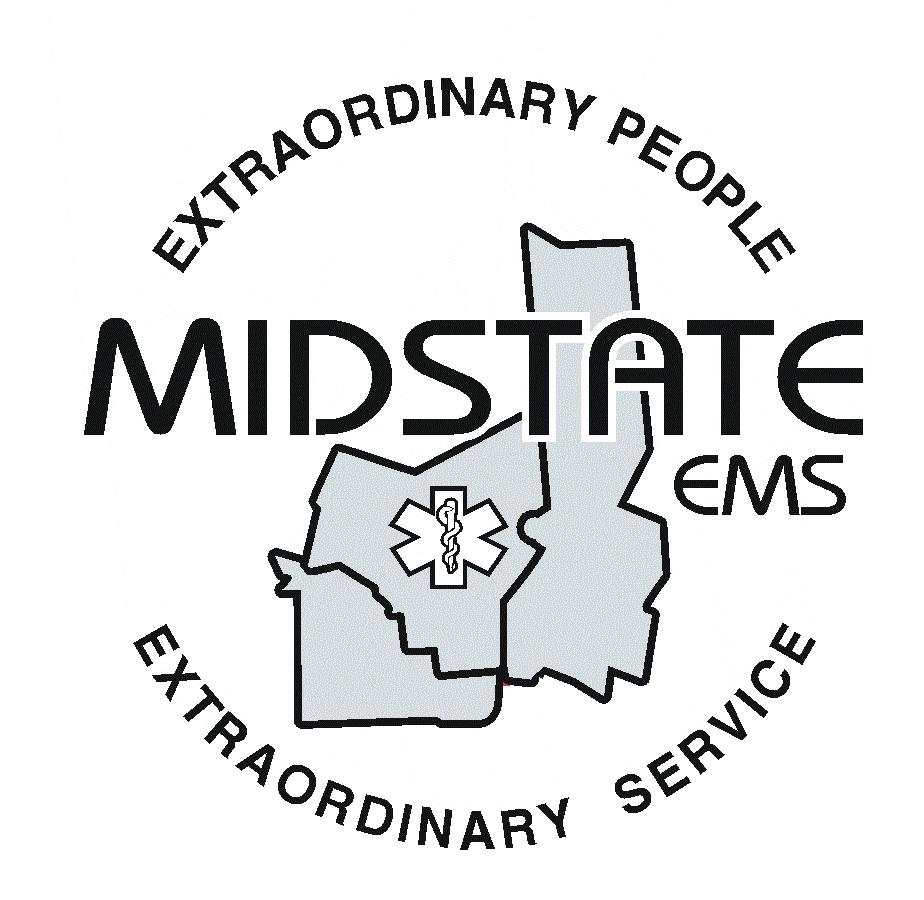 EXTRAORDINARY PEOPLE
MIDSTATE
EMS
EXTRAORDINARY SERVICE